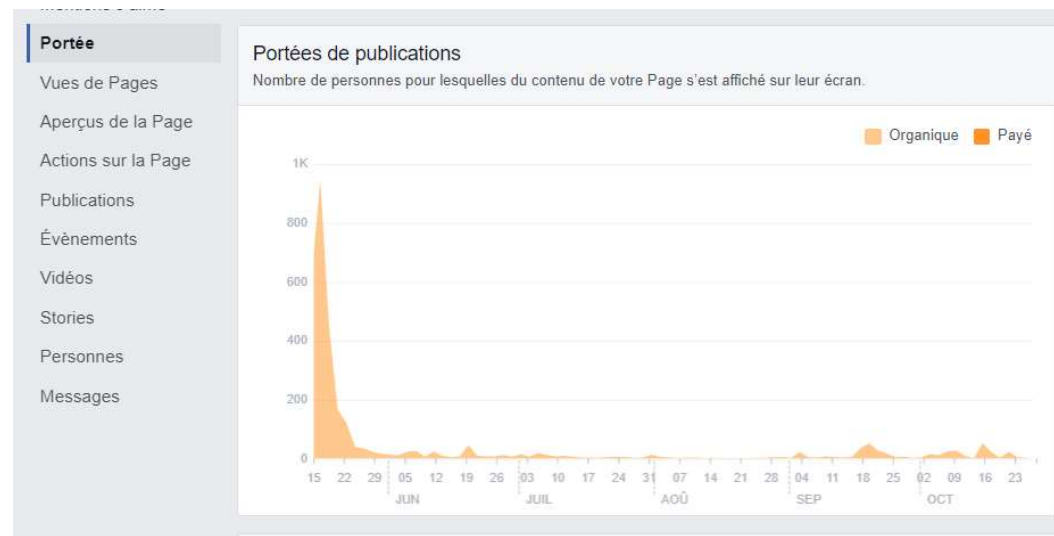 Portée
Vues de Pages
Aperçus de la Page
Actions sur la Page
Publications
Évènements
Vidéos
Stories
Personnes
Messages
Portées de publications
Nombre de personnes pour lesquelles du contenu de votre Page s'est affiché sur leur écran.
Organique Payé
1K
800
600
400
200
0
15 22 29 05 12 19 26 03 10 17 24 31 07 14 21 28 04 11 18 25 02 09 16 23
JUN JUIL AOÛ SEP OCT